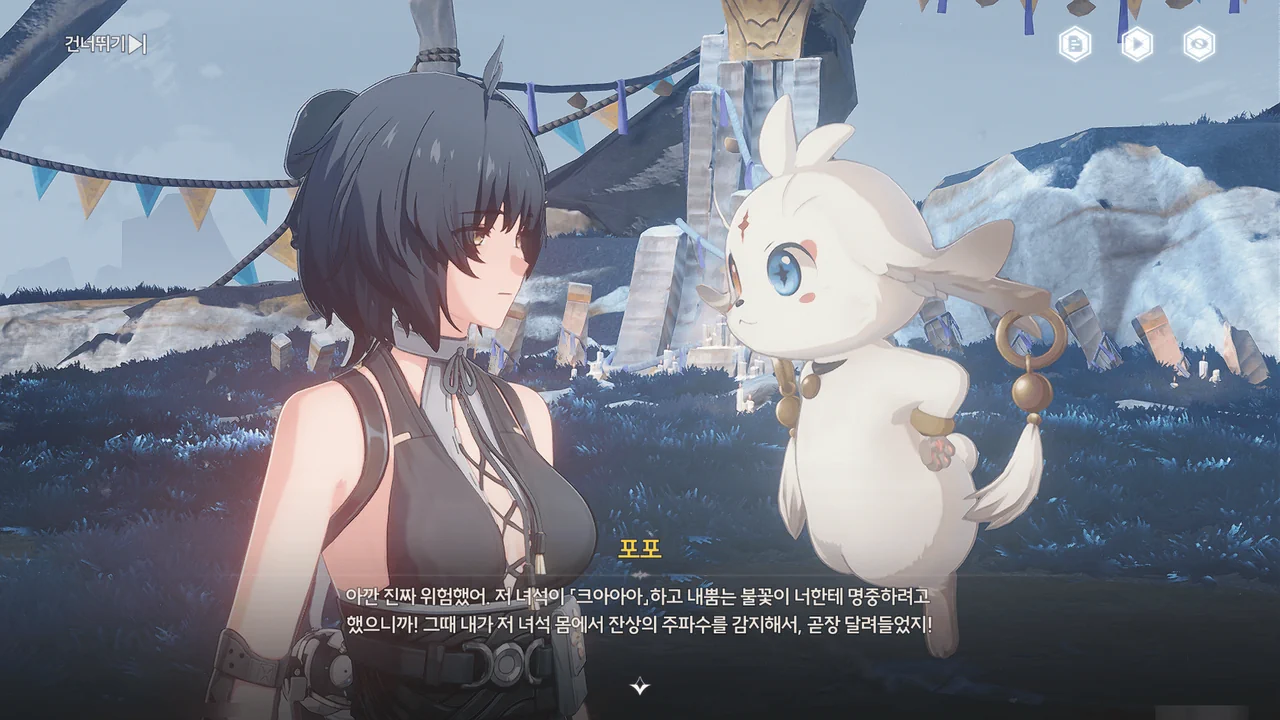 건너뛰기
포포
아깐 진짜 위험했어. 저 녀석이 「크아아아」하고 내뿜는 불꽃이 너한테 명중하려고
했으니까! 그때 내가 저 녀석 몸에서 잔상의 주파수를 감지해서, 곧장 달려들었지!